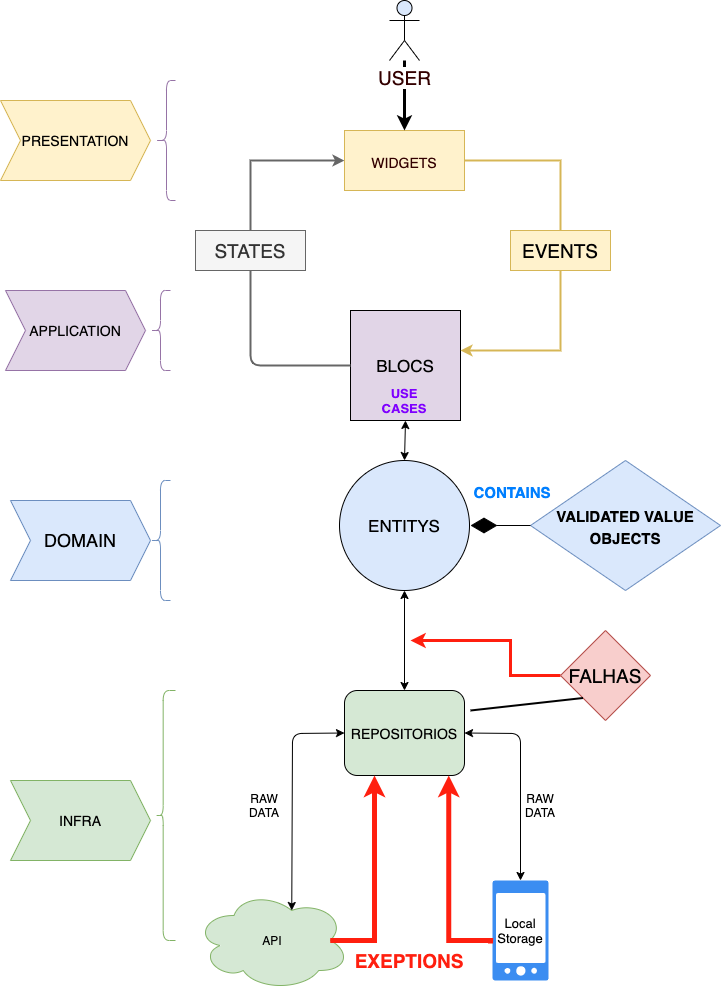 USER
PRESENTATION
WIDGETS
STATES
EVENTS
APPLICATION
BLOCS
USE
CASES
CONTAINS
DOMAIN
ENTITYS
VALIDATED VALUE
OBJECTS
FALHAS
REPOSITORIOS
RAW
DATA
RAW
DATA
INFRA
API
Local
Storage
EXEPTIONS